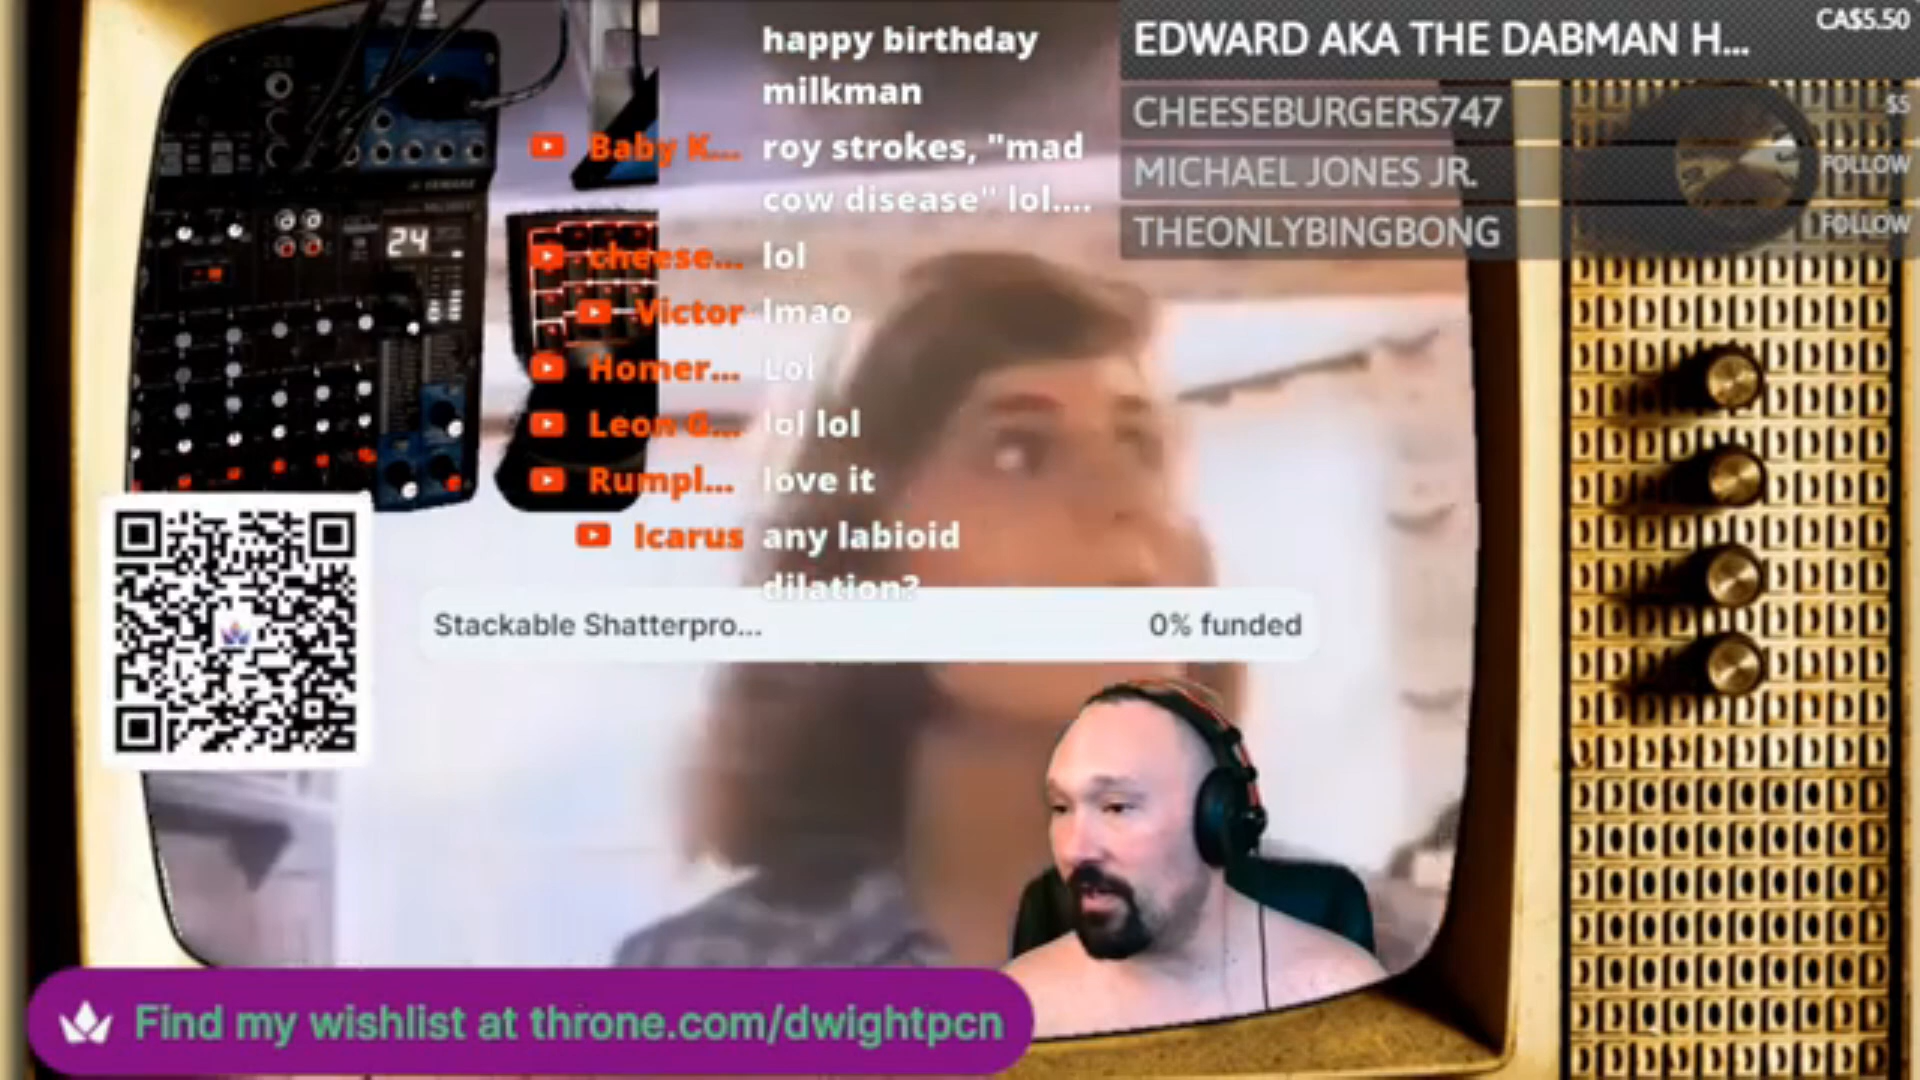 happy birthday
milkman
Baby K... roy strokes, "mad
cow disease" lol....
cheese... lol
Victor lmao
Homer... Lol
Leon G... lol lol
Rumpl... love it
Icarus any labioid
dilation?
EDWARD AKA THE DABMAN H... CA$5.50
CHEESEBURGERS747 $5
MICHAEL JONES JR. FOLLOW
THEONLYBINGBONG FOLLOW
24
Stackable Shatterpro... 0% funded
Find my wishlist at throne.com/dwightpcn